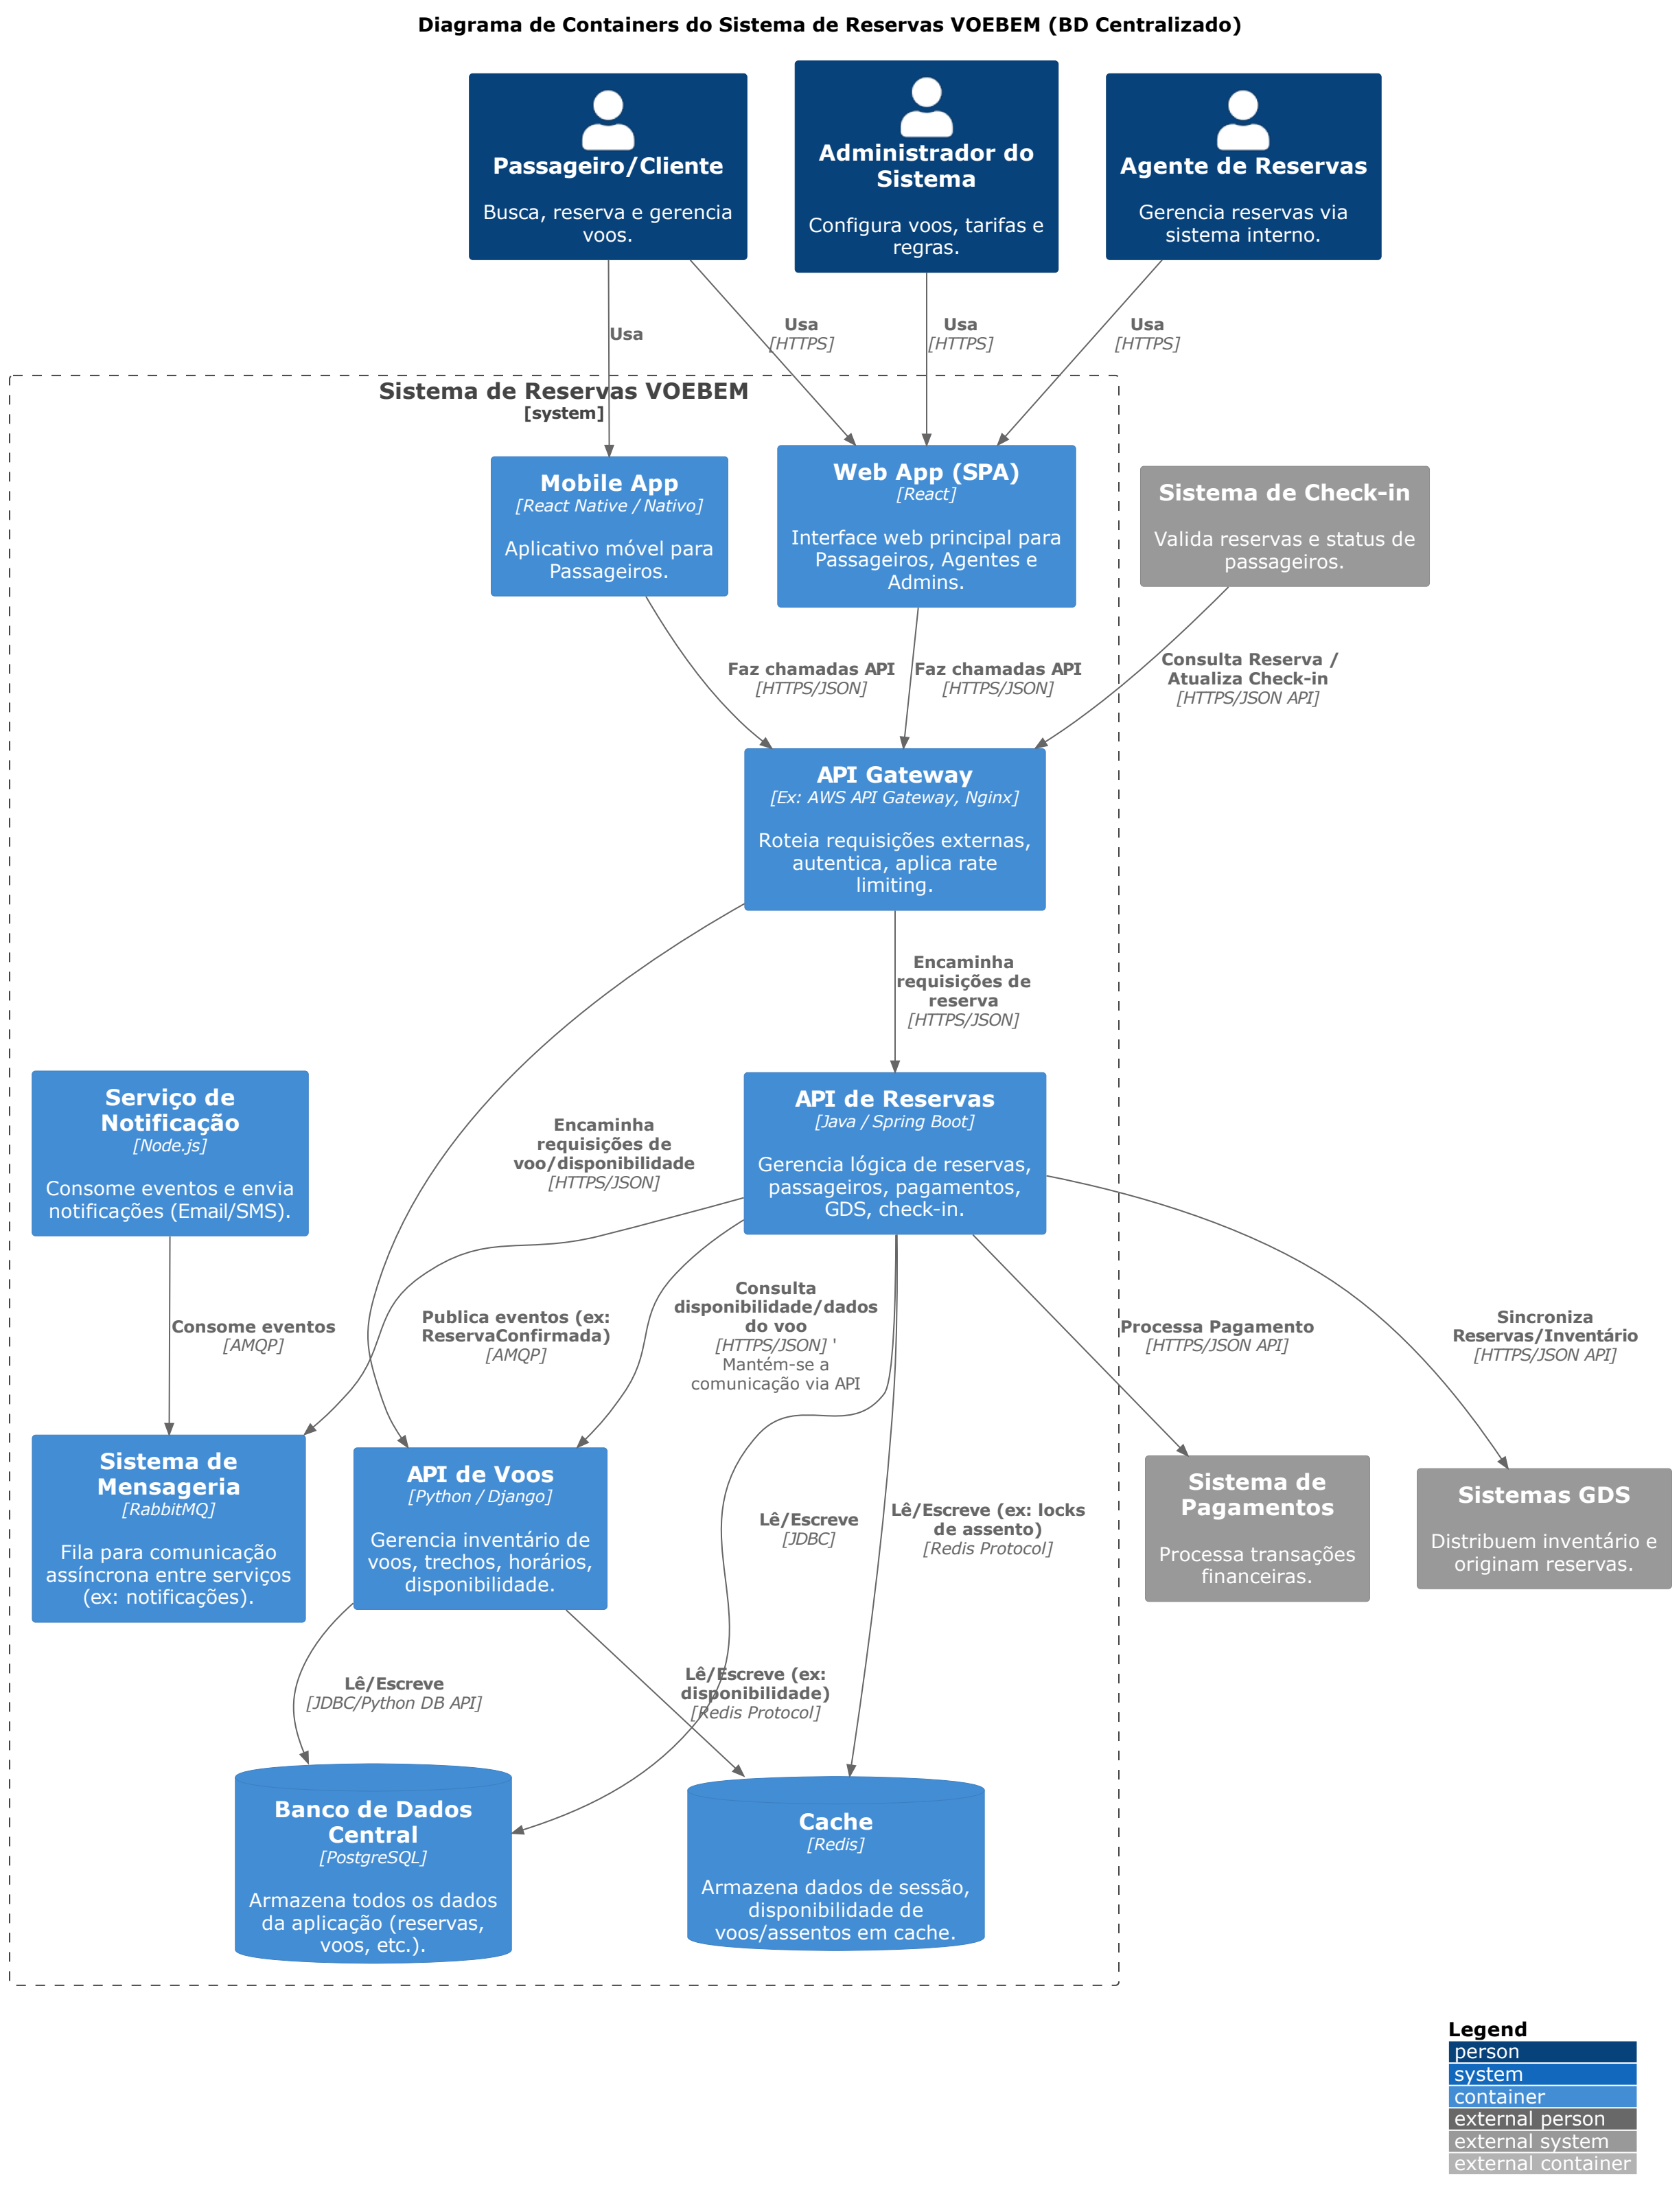 Diagrama de Containers do Sistema de Reservas VOEBEM (BD Centralizado)
Passageiro/Cliente
Busca, reserva e gerencia
voos.
Administrador do
Sistema
Configura voos, tarifas e
regras.
Agente de Reservas
Gerencia reservas via
sistema interno.
Usa
Usa
[HTTPS]
Usa
[HTTPS]
Usa
[HTTPS]
Sistema de Reservas VOEBEM
[system]
Mobile App
[React Native / Nativo]
Aplicativo móvel para
Passageiros.
Web App (SPA)
[React]
Interface web principal para
Passageiros, Agentes e
Admins.
Sistema de Check-in
Valida reservas e status de
passageiros.
Faz chamadas API
[HTTPS/JSON]
Faz chamadas API
[HTTPS/JSON]
Consulta Reserva /
Atualiza Check-in
[HTTPS/JSON API]
API Gateway
[Ex: AWS API Gateway, Nginx]
Roteia requisições externas,
autentica, aplica rate
limiting.
Encaminha
requisições de
reserva
[HTTPS/JSON]
Serviço de
Notificação
[Node.js]
Consome eventos e envia
notificações (Email/SMS).
Encaminha
requisições de
voo/disponibilidade
[HTTPS/JSON]
API de Reservas
[Java / Spring Boot]
Gerencia lógica de reservas,
passageiros, pagamentos,
GDS, check-in.
Consome eventos
[AMQP]
Publica eventos (ex:
ReservaConfirmada)
[AMQP]
Consulta
disponibilidade/dados
do voo
[HTTPS/JSON] '
Mantém-se a
comunicação via API
Processa Pagamento
[HTTPS/JSON API]
Sincroniza
Reservas/Inventário
[HTTPS/JSON API]
Sistema de
Mensageria
[RabbitMQ]
Fila para comunicação
assíncrona entre serviços
(ex: notificações).
API de Voos
[Python / Django]
Gerencia inventário de
voos, trechos, horários,
disponibilidade.
Lê/Escreve
[JDBC]
Lê/Escreve (ex: locks
de assento)
[Redis Protocol]
Sistema de
Pagamentos
Processa transações
financeiras.
Sistemas GDS
Distribuem inventário e
originam reservas.
Lê/Escreve
[JDBC/Python DB API]
Lê/Escreve (ex:
disponibilidade)
[Redis Protocol]
Banco de Dados
Central
[PostgreSQL]
Armazena todos os dados
da aplicação (reservas,
voos, etc.).
Cache
[Redis]
Armazena dados de sessão,
disponibilidade de
voos/assentos em cache.
Legend
person
system
container
external person
external system
external container